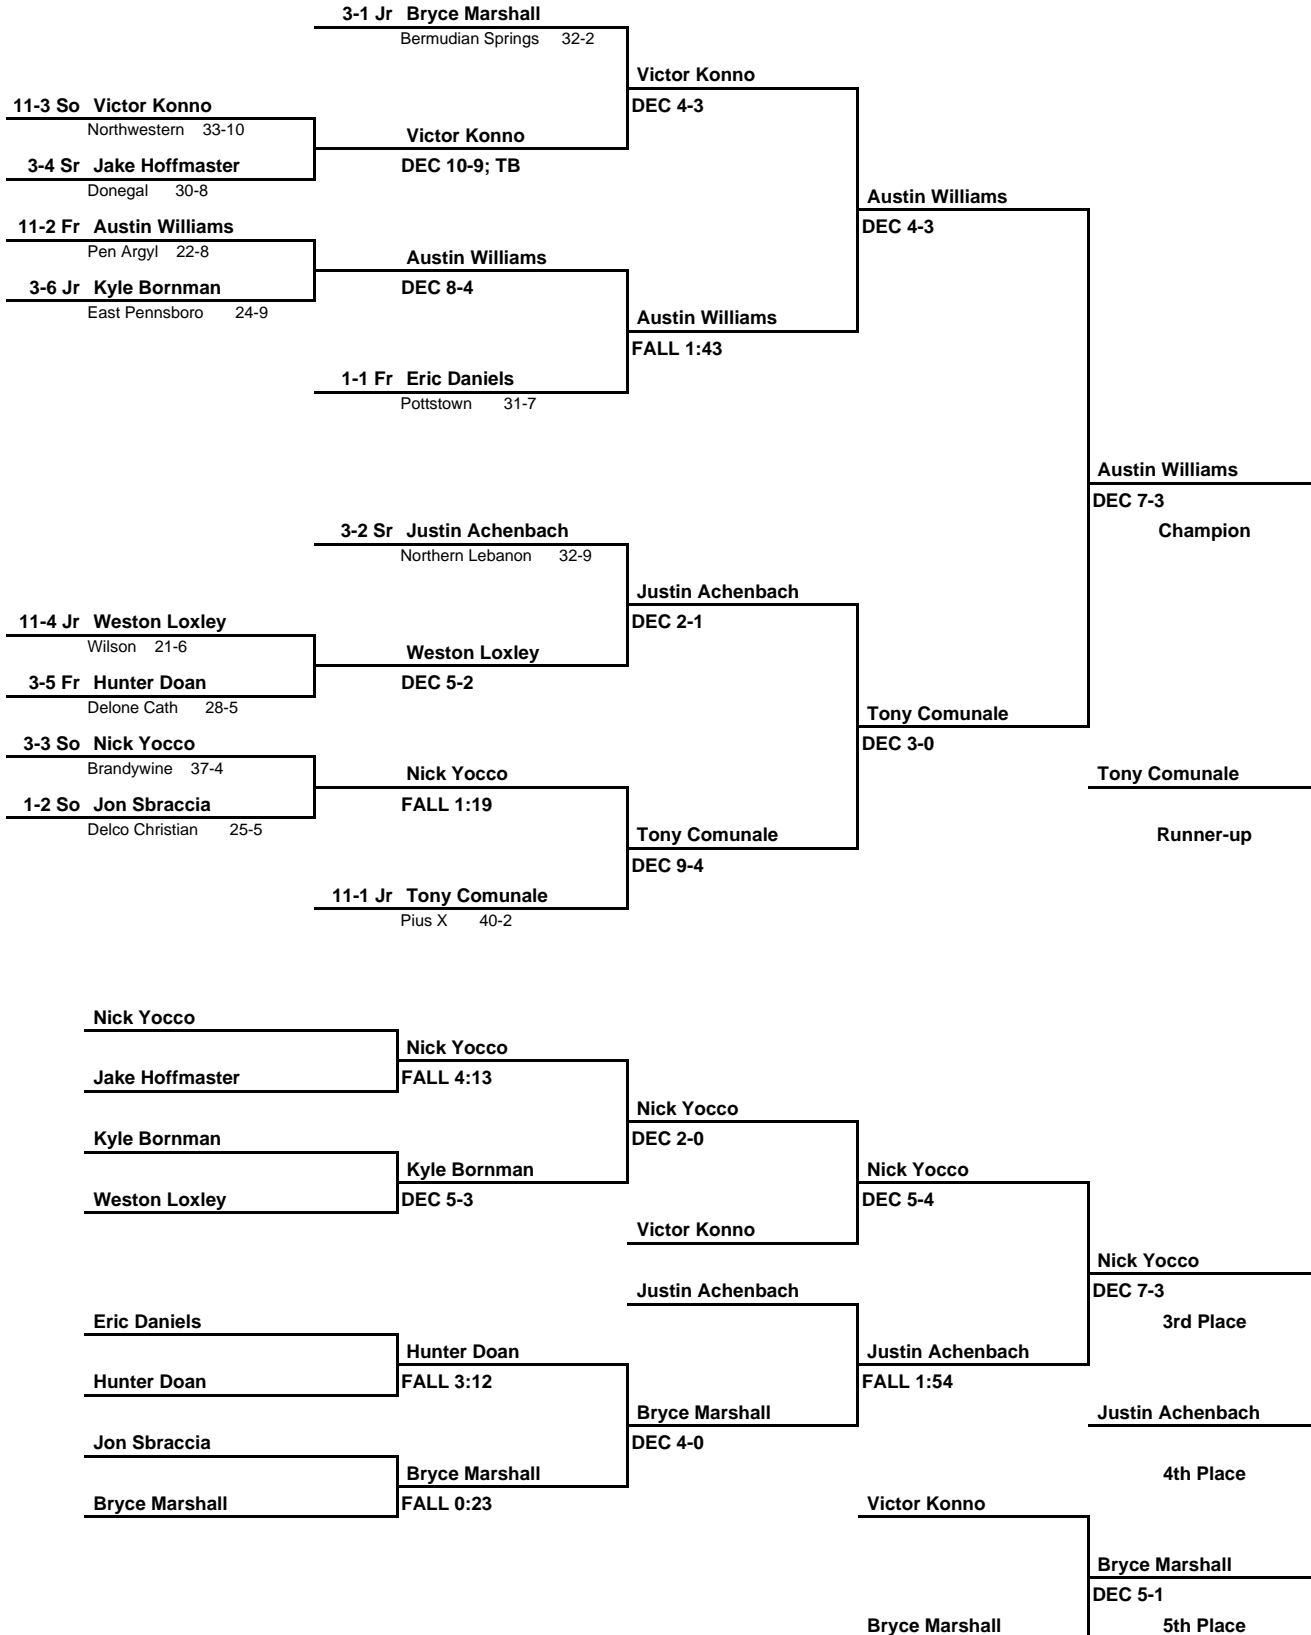 3-1 Jr Bryce Marshall
Bermudian Springs 32-2
Victor Konno
11-3 So Victor Konno
DEC 4-3
Northwestern 33-10
Victor Konno
3-4 Sr Jake Hoffmaster
DEC 10-9; TB
Donegal 30-8
Austin Williams
11-2 Fr Austin Williams
DEC 4-3
Pen Argyl 22-8
Austin Williams
3-6 Jr Kyle Bornman
DEC 8-4
East Pennsboro 24-9
Austin Williams
FALL 1:43
1-1 Fr Eric Daniels
Pottstown 31-7
Austin Williams
DEC 7-3
3-2 Sr Justin Achenbach
Champion
Northern Lebanon 32-9
Justin Achenbach
11-4 Jr Weston Loxley
DEC 2-1
Wilson 21-6
Weston Loxley
3-5 Fr Hunter Doan
DEC 5-2
Delone Cath 28-5
Tony Comunale
3-3 So Nick Yocco
DEC 3-0
Brandywine 37-4
Nick Yocco
Tony Comunale
1-2 So Jon Sbraccia
FALL 1:19
Delco Christian 25-5
Tony Comunale
Runner-up
DEC 9-4
11-1 Jr Tony Comunale
Pius X 40-2
Nick Yocco
Nick Yocco
Jake Hoffmaster
FALL 4:13
Nick Yocco
Kyle Bornman
DEC 2-0
Kyle Bornman
Nick Yocco
Weston Loxley
DEC 5-3
DEC 5-4
Victor Konno
Nick Yocco
Justin Achenbach
DEC 7-3
Eric Daniels
3rd Place
Hunter Doan
Justin Achenbach
Hunter Doan
FALL 3:12
FALL 1:54
Bryce Marshall
Justin Achenbach
Jon Sbraccia
DEC 4-0
Bryce Marshall
4th Place
Bryce Marshall
FALL 0:23
Victor Konno
Bryce Marshall
DEC 5-1
Bryce Marshall
5th Place